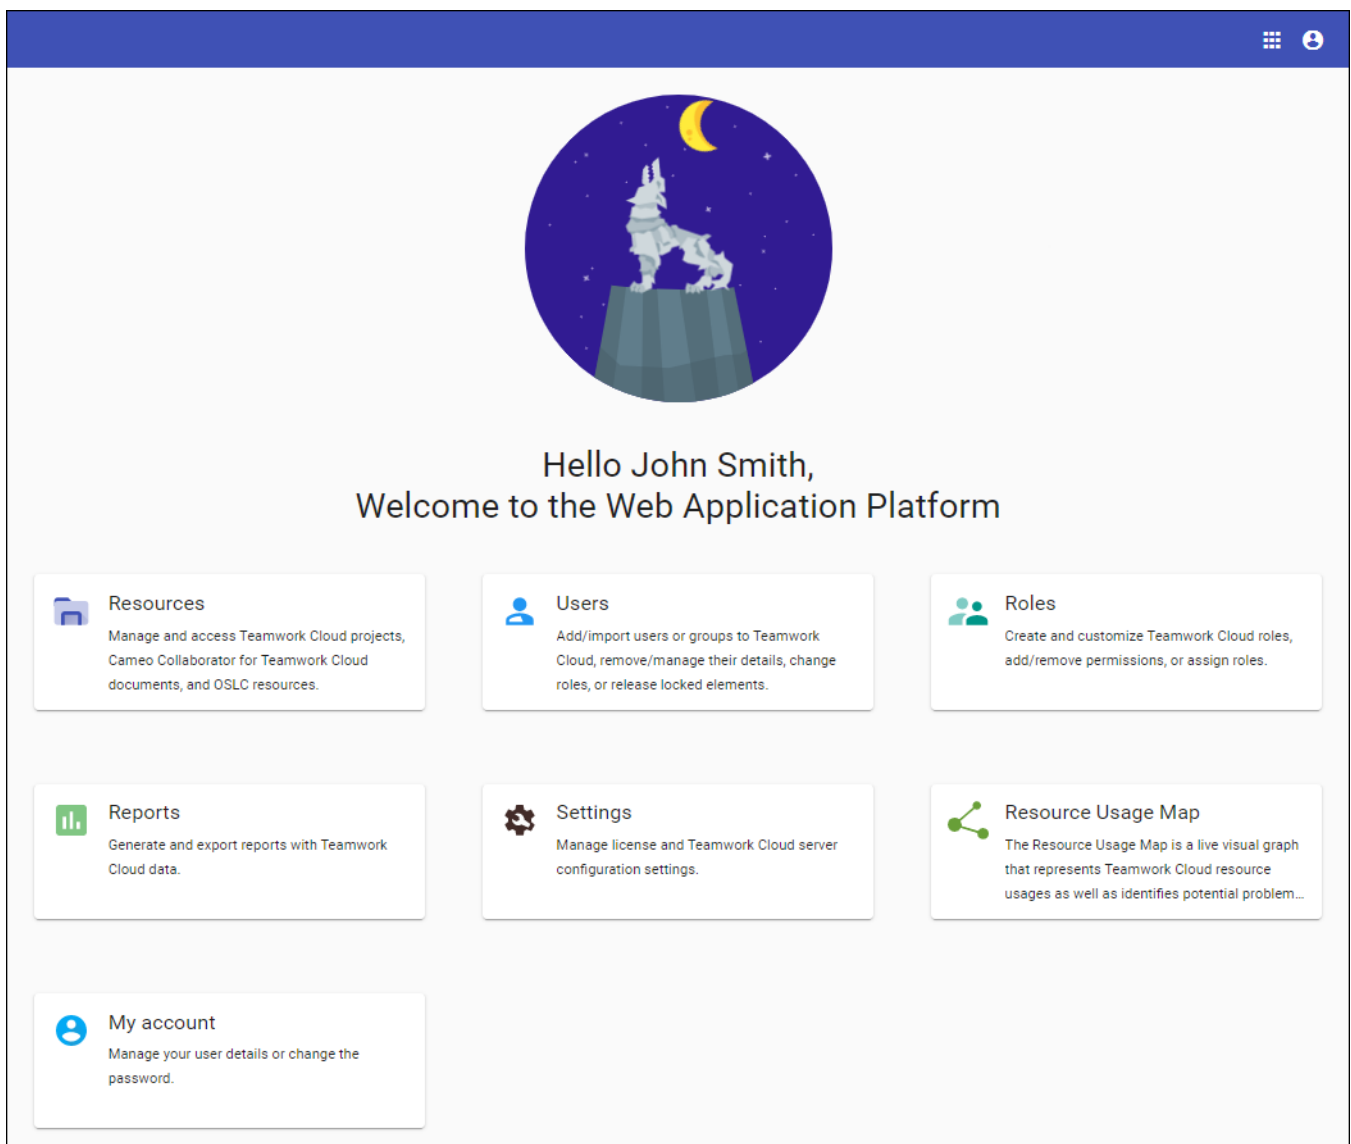 Hello John Smith,
Welcome to the Web Application Platform
Resources
Manage and access Teamwork Cloud projects,
Cameo Collaborator for Teamwork Cloud
documents, and OSLC resources.
Users
Add/import users or groups to Teamwork
Cloud, remove/manage their details, change
roles, or release locked elements.
Roles
Create and customize Teamwork Cloud roles,
add/remove permissions, or assign roles.
Reports
Generate and export reports with Teamwork
Cloud data.
Settings
Manage license and Teamwork Cloud server
configuration settings.
Resource Usage Map
The Resource Usage Map is a live visual graph
that represents Teamwork Cloud resource
usages as well as identifies potential problem...
My account
Manage your user details or change the
password.